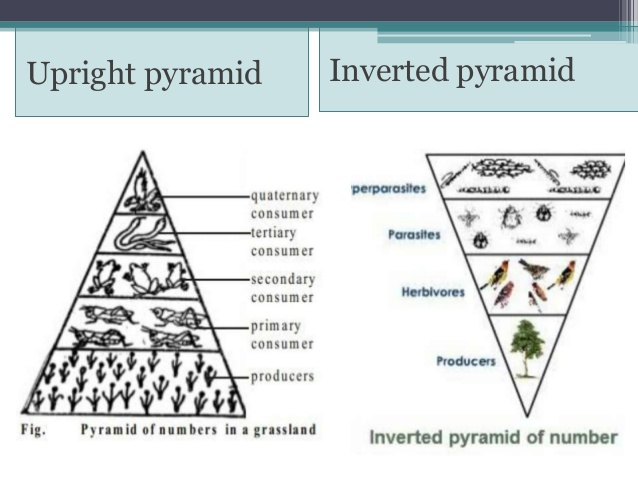 Upright pyramid
Inverted pyramid
quaternary
consumer
tertiary
consumer
secondary
consumer
primary
consumer
producers
Fig. Pyramid of numbers in a grassland
perparasites
Parasites
Herbivores
Producers
Inverted pyramid of number